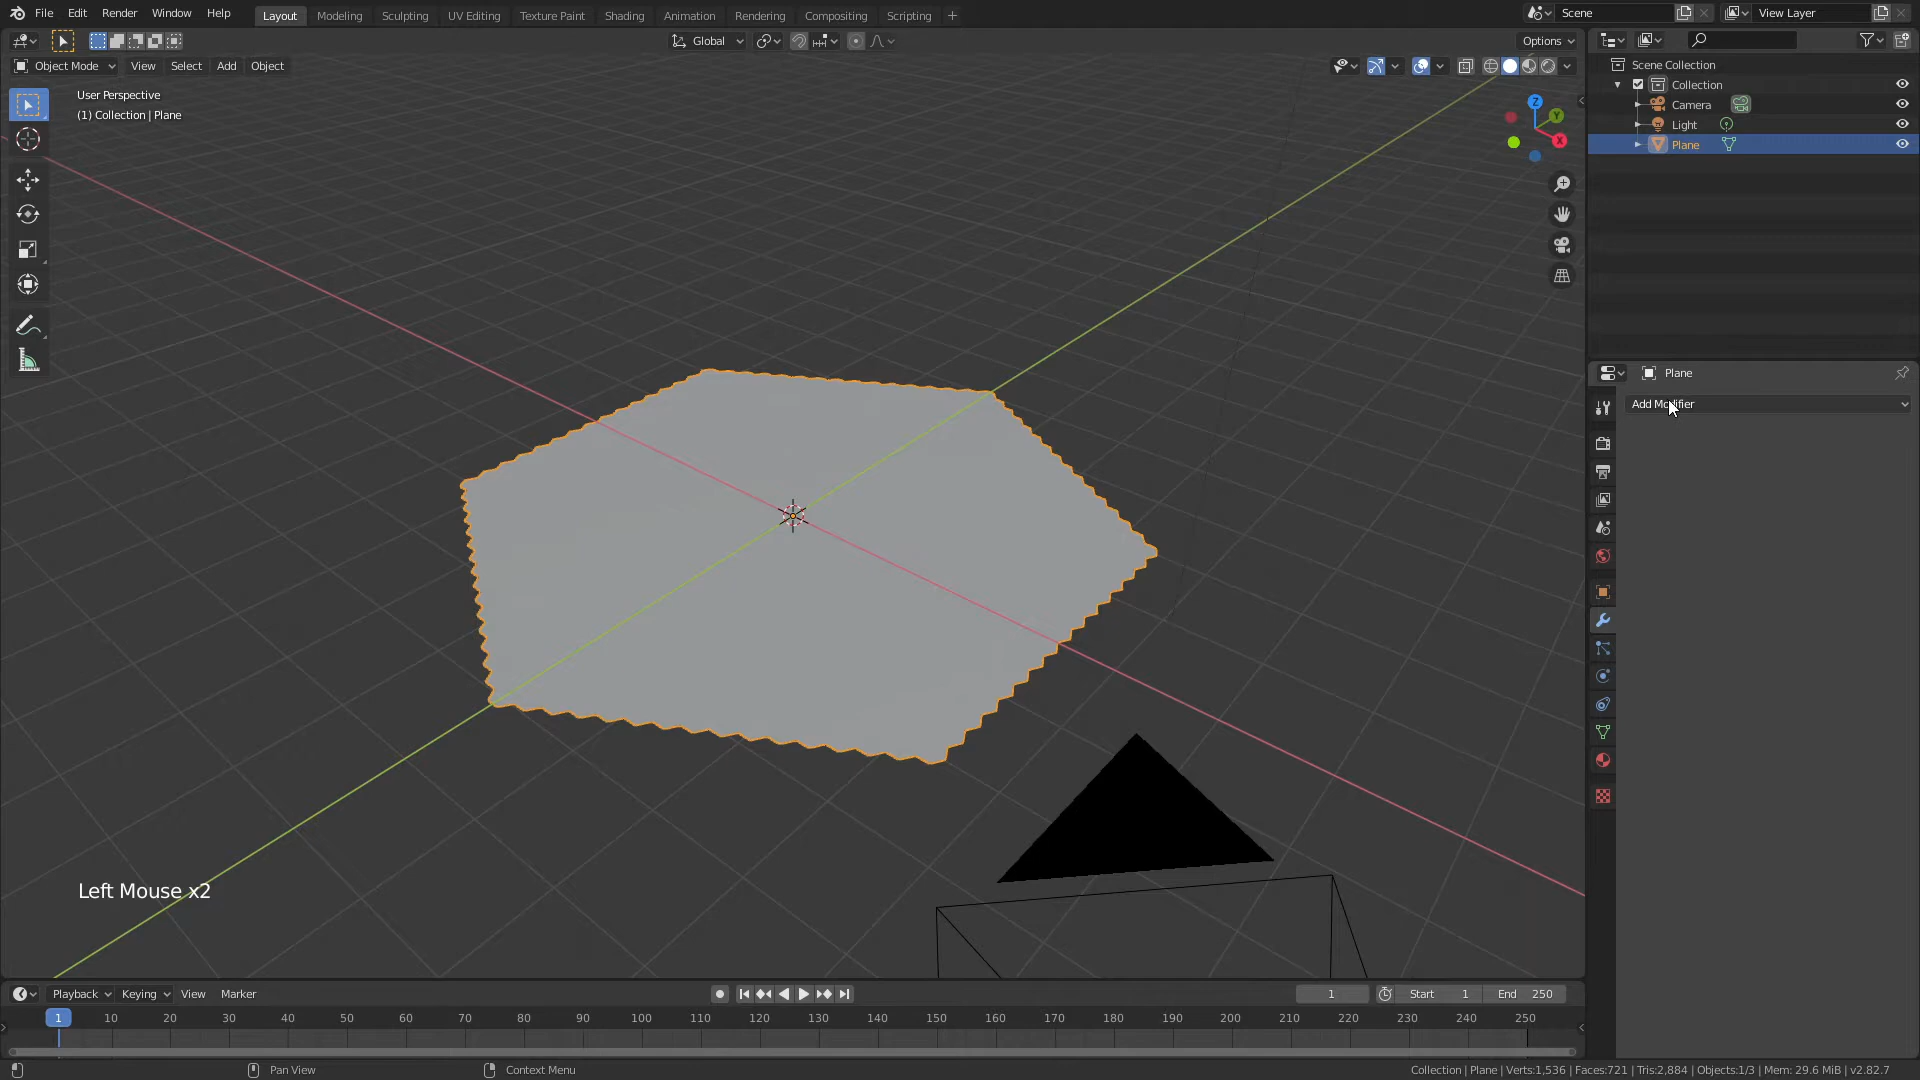 File Edit Render Window Help
Layout Modeling Sculpting UV Editing Texture Paint Shading Animation Rendering Compositing Scripting +
Scene
View Layer
Global
Options
Object Mode View Select Add Object
User Perspective
(1) Collection | Plane
Z
Y
X
Scene Collection
Collection
Camera
Light
Plane
Plane
Add Modifier
Left Mouse x2
Playback Keying View Marker
1
Start 1
End 250
1 10 20 30 40 50 60 70 80 90 100 110 120 130 140 150 160 170 180 190 200 210 220 230 240 250
Pan View
Context Menu
Collection | Plane | Verts:1,536 | Faces:721 | Tris:2,884 | Objects:1/3 | Mem: 29.6 MiB | v2.82.7